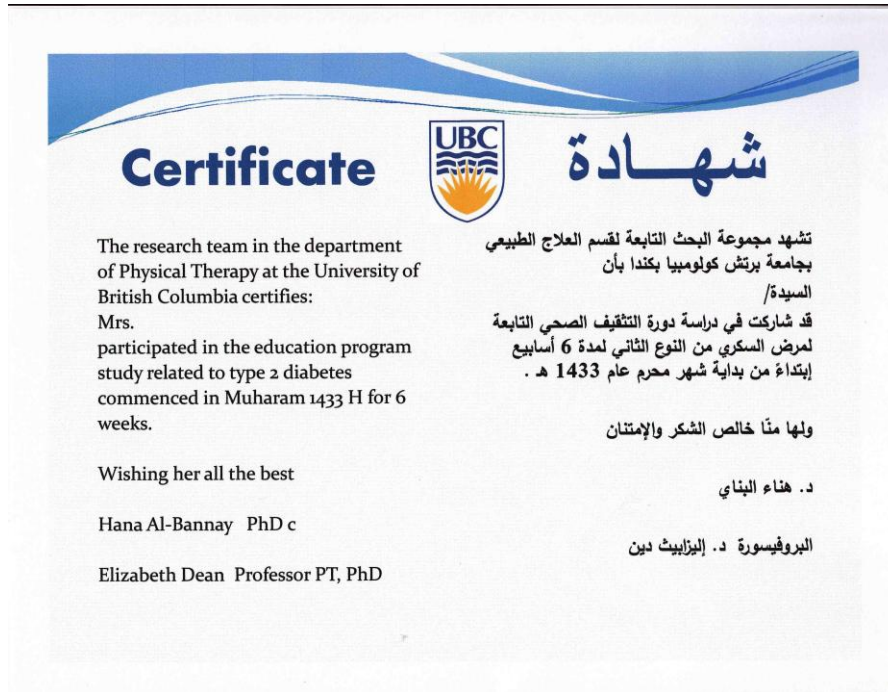 UBC
Certificate
شهـــادة
The research team in the department
of Physical Therapy at the University of
British Columbia certifies:
Mrs.
participated in the education program
study related to type 2 diabetes
commenced in Muharam 1433 H for 6
weeks.
Wishing her all the best
Hana Al-Bannay PhD c
Elizabeth Dean Professor PT, PhD
تشهد مجموعة البحث التابعة لقسم العلاج الطبيعي
بجامعة برتش كولومبيا بكندا بأن
السيدة/
قد شاركت في دراسة دورة التثقيف الصحي التابعة
لمرض السكري من النوع الثاني لمدة 6 أسابيع
إبتداءً من بداية شهر محرم عام 1433 هـ .
ولها منّا خالص الشكر والإمتنان
د. هناء البناي
البروفيسورة د. إليزابيث دين